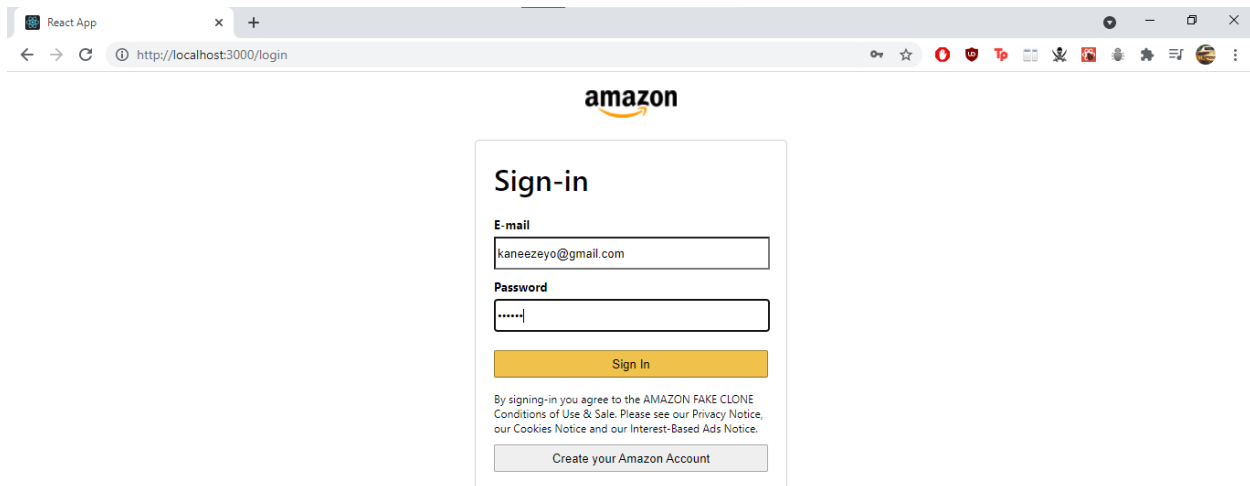 React App
http://localhost:3000/login
amazon
Sign-in
E-mail
kaneezeyo@gmail.com
Password
••••••
Sign In
By signing-in you agree to the AMAZON FAKE CLONE
Conditions of Use & Sale. Please see our Privacy Notice,
our Cookies Notice and our Interest-Based Ads Notice.
Create your Amazon Account